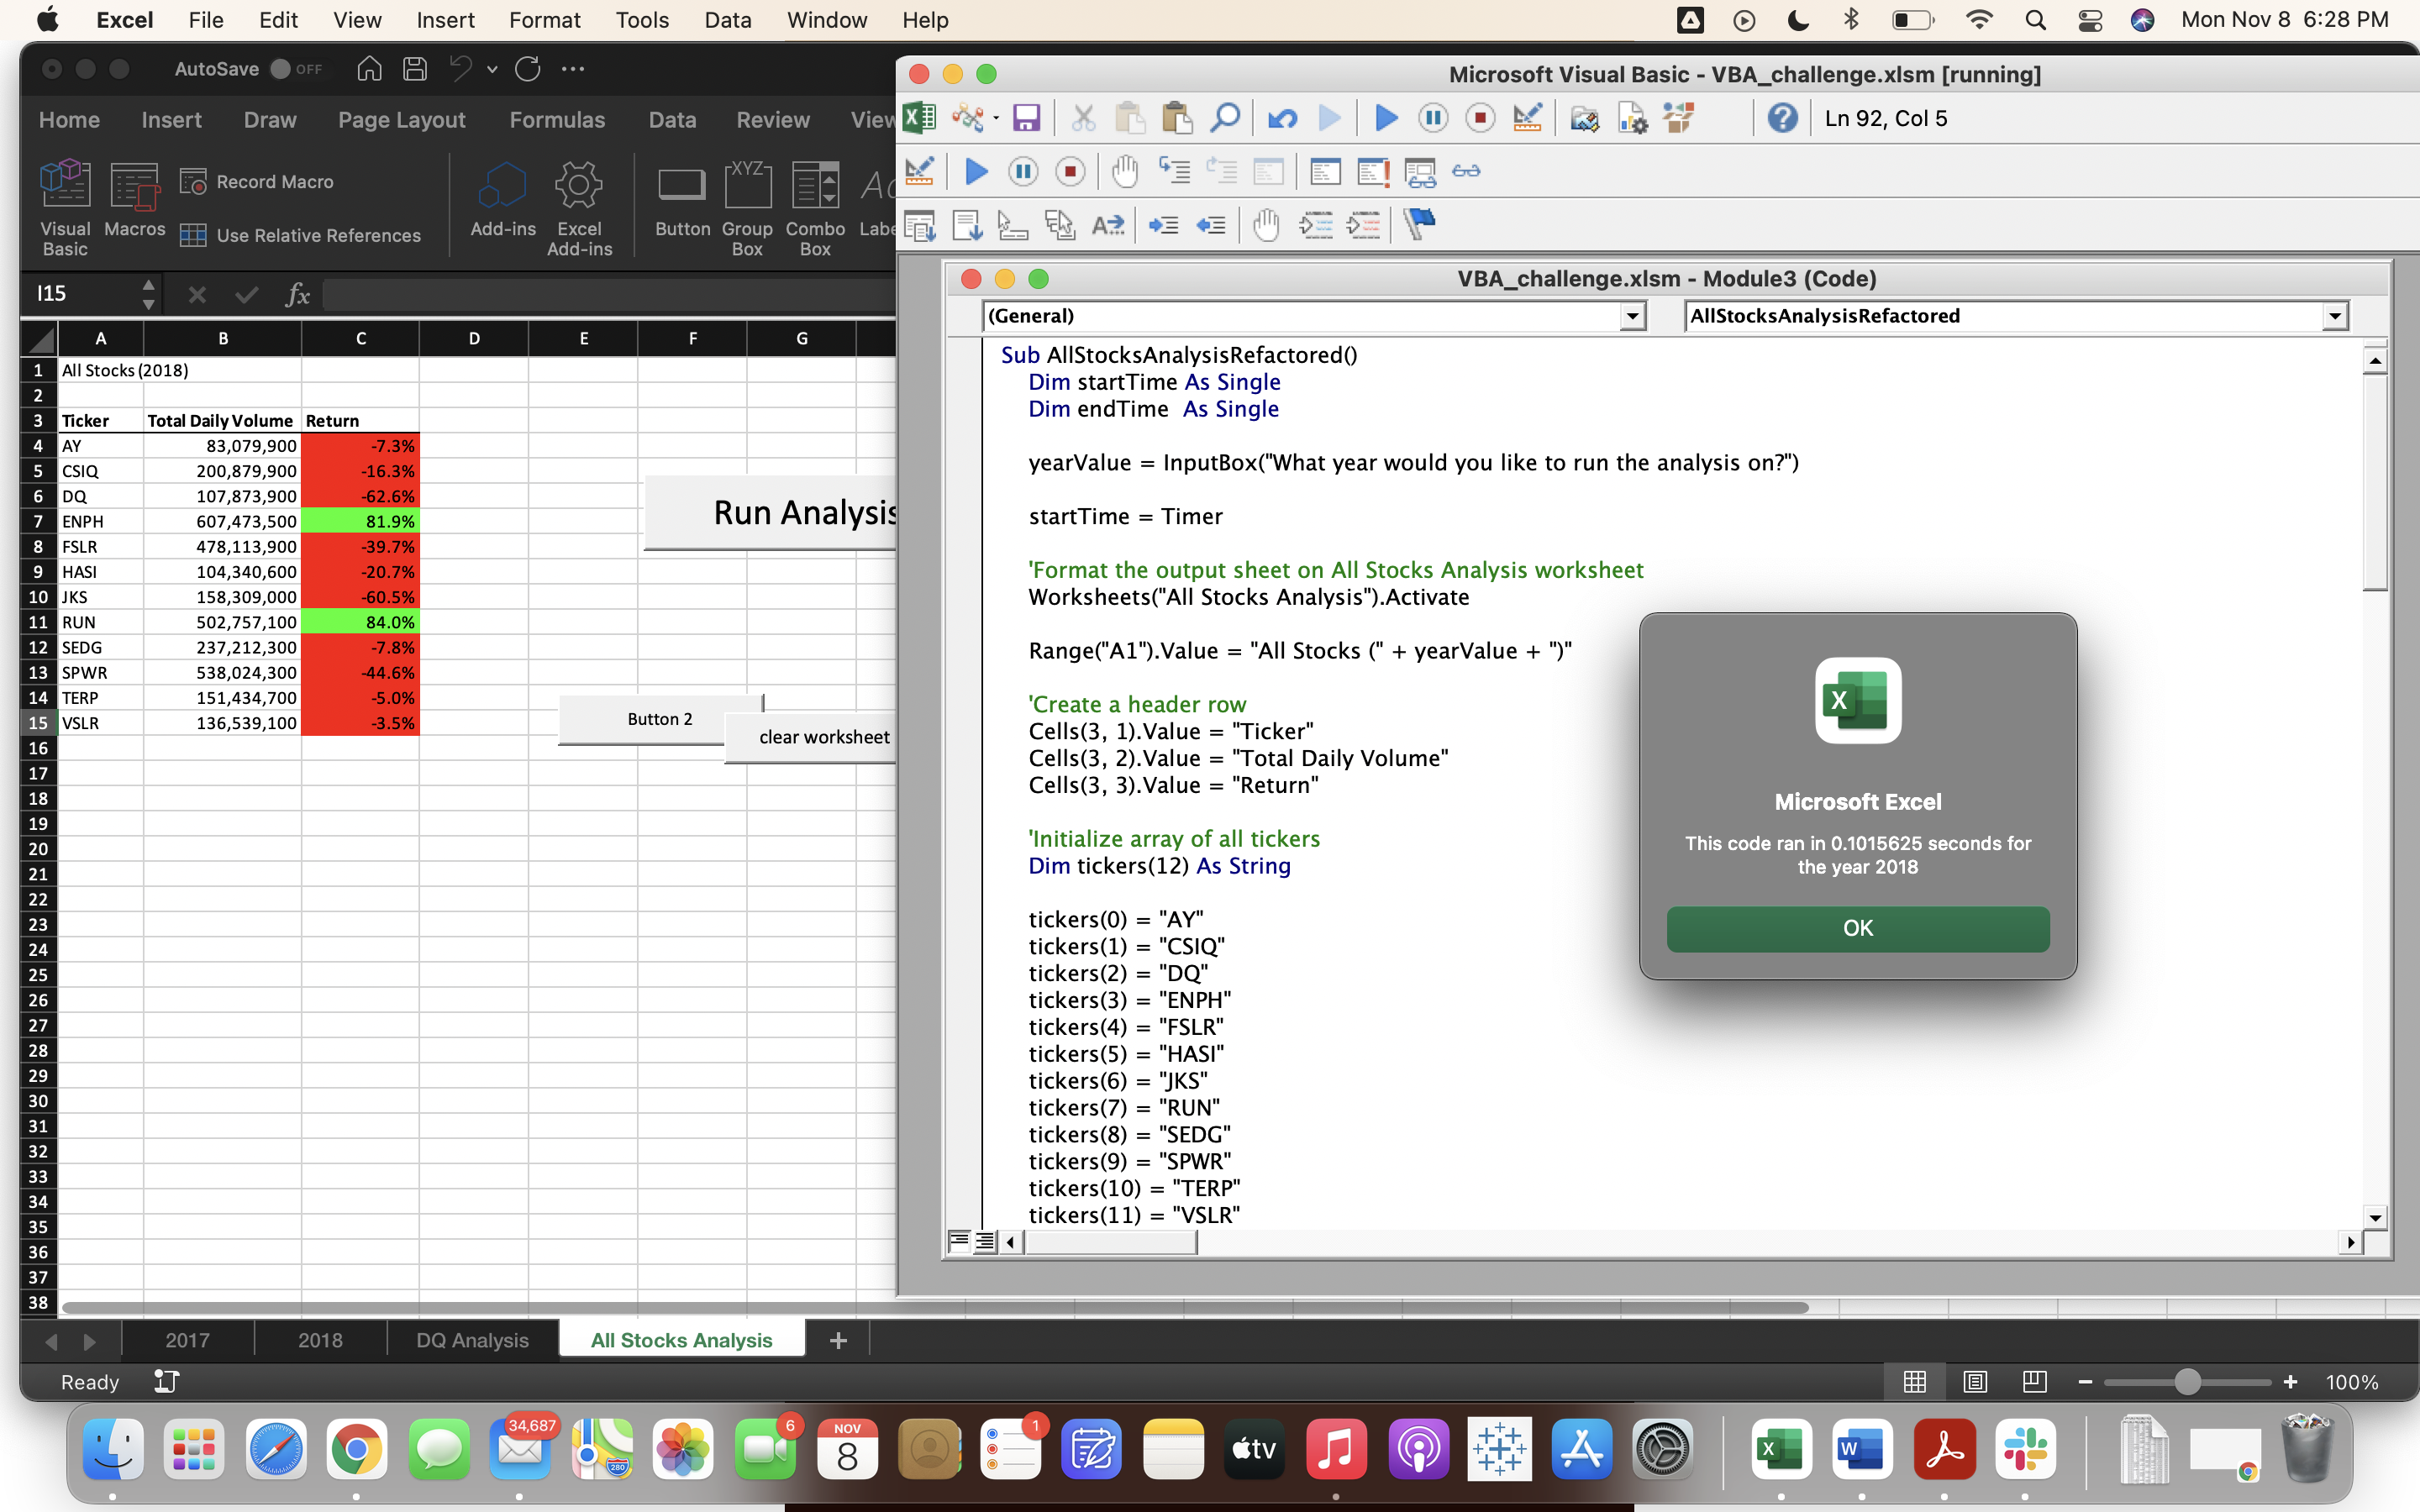 Excel File Edit View Insert Format Tools Data Window Help Mon Nov 8 6:28 PM
AutoSave OFF
Home Insert Draw Page Layout Formulas Data Review View
Record Macro
Use Relative References
Visual Basic
Macros
Add-ins
Excel Add-ins
XYZ
Button
Group Box
Combo Box
I15
fx
A B C D E F G
1 All Stocks (2018)
2
3 Ticker Total Daily Volume Return
4 AY 83,079,900 -7.3%
5 CSIQ 200,879,900 -16.3%
6 DQ 107,873,900 -62.6%
7 ENPH 607,473,500 81.9%
8 FSLR 478,113,900 -39.7%
9 HASI 104,340,600 -20.7%
10 JKS 158,309,000 -60.5%
11 RUN 502,757,100 84.0%
12 SEDG 237,212,300 -7.8%
13 SPWR 538,024,300 -44.6%
14 TERP 151,434,700 -5.0%
15 VSLR 136,539,100 -3.5%
16
17
18
19
20
21
22
23
24
25
26
27
28
29
30
31
32
33
34
35
36
37
38
Run Analysis
Button 2
clear worksheet
2017 2018 DQ Analysis All Stocks Analysis +
Ready
100%
Microsoft Visual Basic - VBA_challenge.xlsm [running]
Ln 92, Col 5
VBA_challenge.xlsm - Module3 (Code)
(General) AllStocksAnalysisRefactored
Sub AllStocksAnalysisRefactored()
Dim startTime As Single
Dim endTime As Single
yearValue = InputBox("What year would you like to run the analysis on?")
startTime = Timer
'Format the output sheet on All Stocks Analysis worksheet
Worksheets("All Stocks Analysis").Activate
Range("A1").Value = "All Stocks (" + yearValue + ")"
'Create a header row
Cells(3, 1).Value = "Ticker"
Cells(3, 2).Value = "Total Daily Volume"
Cells(3, 3).Value = "Return"
'Initialize array of all tickers
Dim tickers(12) As String
tickers(0) = "AY"
tickers(1) = "CSIQ"
tickers(2) = "DQ"
tickers(3) = "ENPH"
tickers(4) = "FSLR"
tickers(5) = "HASI"
tickers(6) = "JKS"
tickers(7) = "RUN"
tickers(8) = "SEDG"
tickers(9) = "SPWR"
tickers(10) = "TERP"
tickers(11) = "VSLR"
Microsoft Excel
This code ran in 0.1015625 seconds for
the year 2018
OK
34,687
280
6
NOV
8
1
tv